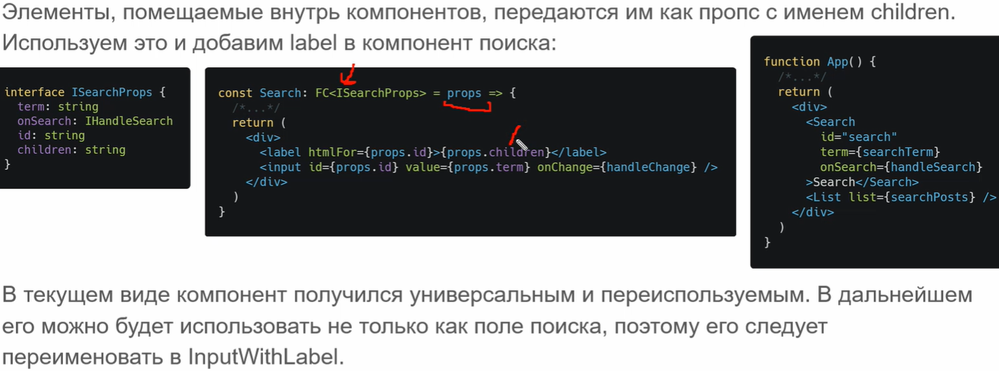 Элементы, помещаемые внутрь компонентов, передаются им как пропс с именем children.
Используем это и добавим label в компонент поиска:
interface ISearchProps {
  term: string
  onSearch: IHandleSearch
  id: string
  children: string
}
const Search: FC<ISearchProps> = props => {
  /*...*/
  return (
    <div>
      <label htmlFor={props.id}>{props.children}</label>
      <input id={props.id} value={props.term} onChange={handleChange} />
    </div>
  )
}
function App() {
  /*...*/
  return (
    <div>
      <Search
        id="search"
        term={searchTerm}
        onSearch={handleSearch}
      >Search</Search>
      <List list={searchPosts} />
    </div>
  )
}
В текущем виде компонент получился универсальным и переиспользуемым. В дальнейшем
его можно будет использовать не только как поле поиска, поэтому его следует
переименовать в InputWithLabel.